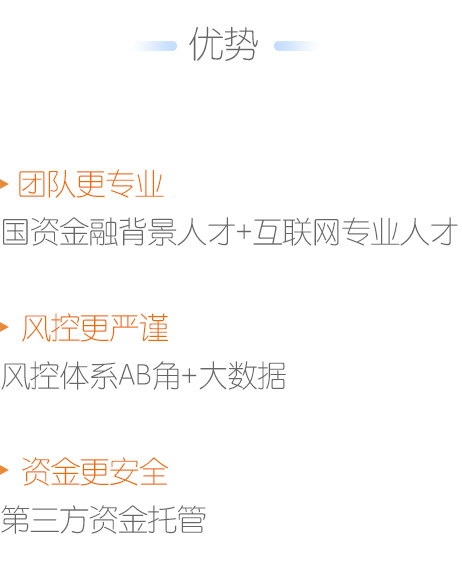 优势
团队更专业
国资金融背景人才+互联网专业人才
风控更严谨
风控体系AB角+大数据
资金更安全
第三方资金托管